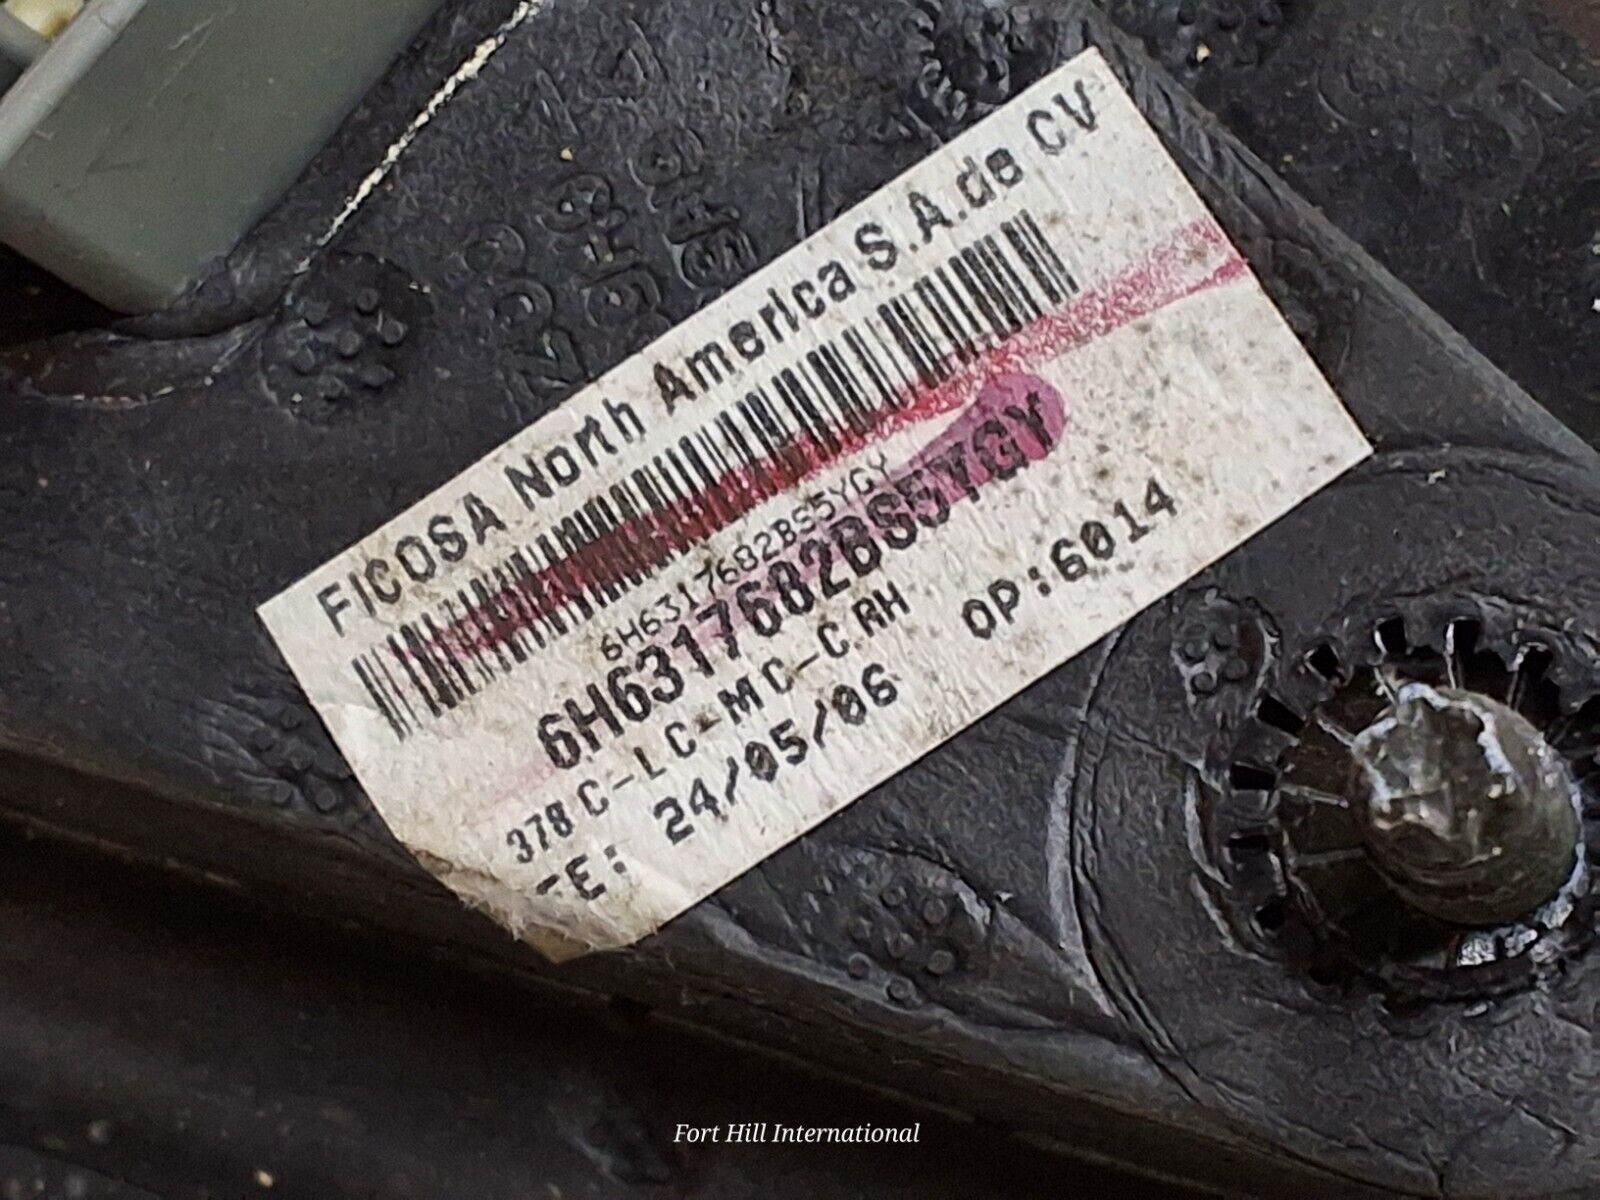 FICOSA North America S.A.de CV
6H6317682BS5YGY
6H6317682BS5YGY
378 C-LC-MC-C.RH
E: 24/05/06 OP:6014
Fort Hill International